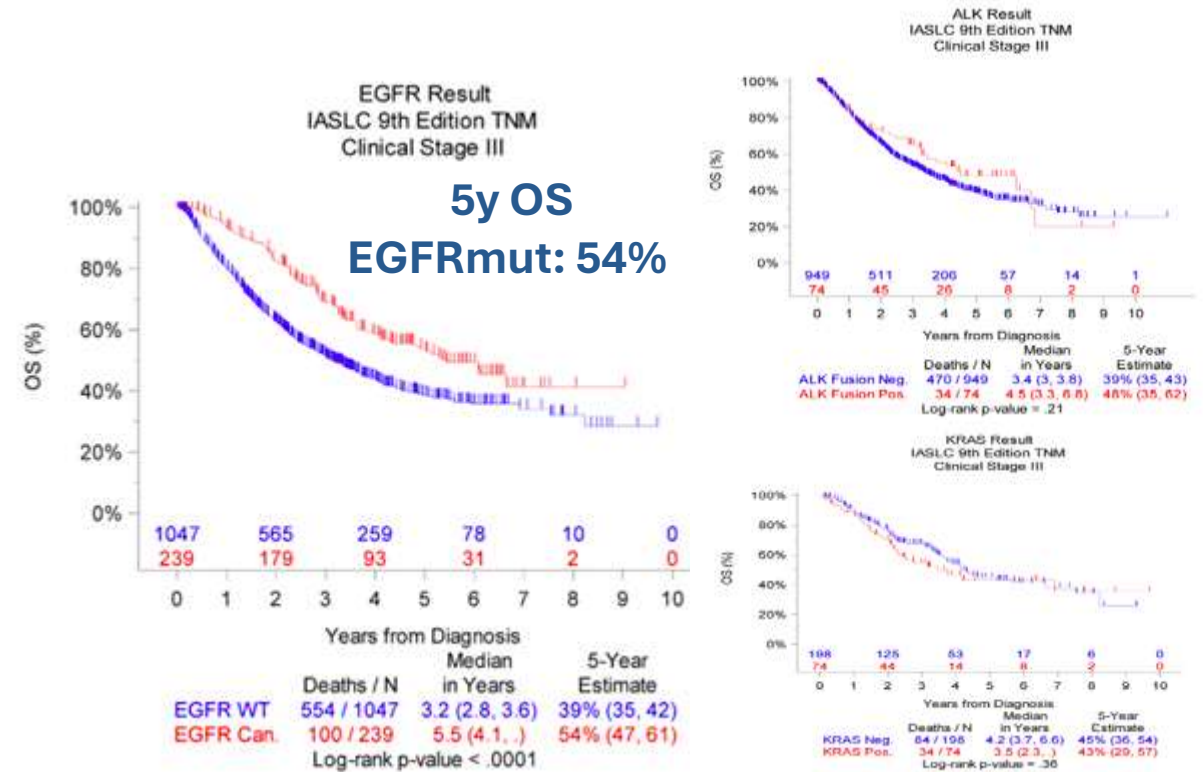 EGFR Result
IASLC 9th Edition TNM
Clinical Stage III
5y OS
EGFRmut: 54%
OS (%)
100%
80%
60%
40%
20%
0%
1047 565 259 78 10 0
239 179 93 31 2 0
0 1 2 3 4 5 6 7 8 9 10
Years from Diagnosis
Median 5-Year
Deaths / N in Years Estimate
EGFR WT 554 / 1047 3.2 (2.8, 3.6) 39% (35, 42)
EGFR Can. 100 / 239 5.5 (4.1, .) 54% (47, 61)
Log-rank p-value < .0001
ALK Result
IASLC 9th Edition TNM
Clinical Stage III
OS (%)
100%
80%
60%
40%
20%
0%
949 511 206 57 14 1
74 45 26 8 2 0
0 1 2 3 4 5 6 7 8 9 10
Years from Diagnosis
Median 5-Year
Deaths / N in Years Estimate
ALK Fusion Neg. 470 / 949 3.4 (3, 3.8) 39% (35, 43)
ALK Fusion Pos. 34 / 74 4.5 (3.3, 6.8) 48% (35, 62)
Log-rank p-value = .21
KRAS Result
IASLC 9th Edition TNM
Clinical Stage III
OS (%)
100%
80%
60%
40%
20%
0%
198 125 53 17 6 0
74 44 14 8 2 0
0 1 2 3 4 5 6 7 8 9 10
Years from Diagnosis
Median 5-Year
Deaths / N in Years Estimate
KRAS Neg. 84 / 198 4.2 (3.7, 6.6) 45% (36, 54)
KRAS Pos. 34 / 74 3.5 (2.3, .) 43% (29, 57)
Log-rank p-value = .36